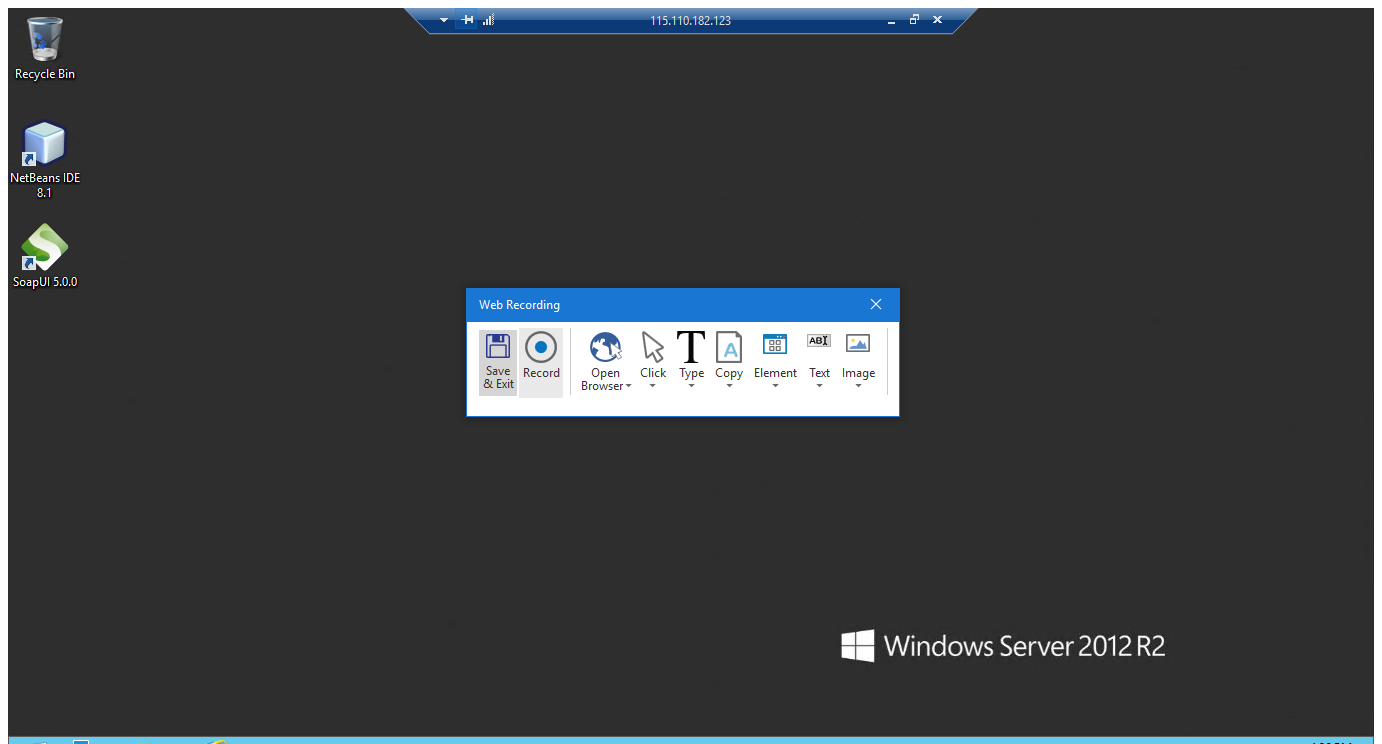 115.110.182.123
Recycle Bin
NetBeans IDE
8.1
SoapUI 5.0.0
Web Recording
Save
& Exit
Record
Open
Browser
Click
Type
Copy
Element
Text
Image
A
ABI
Windows Server 2012 R2